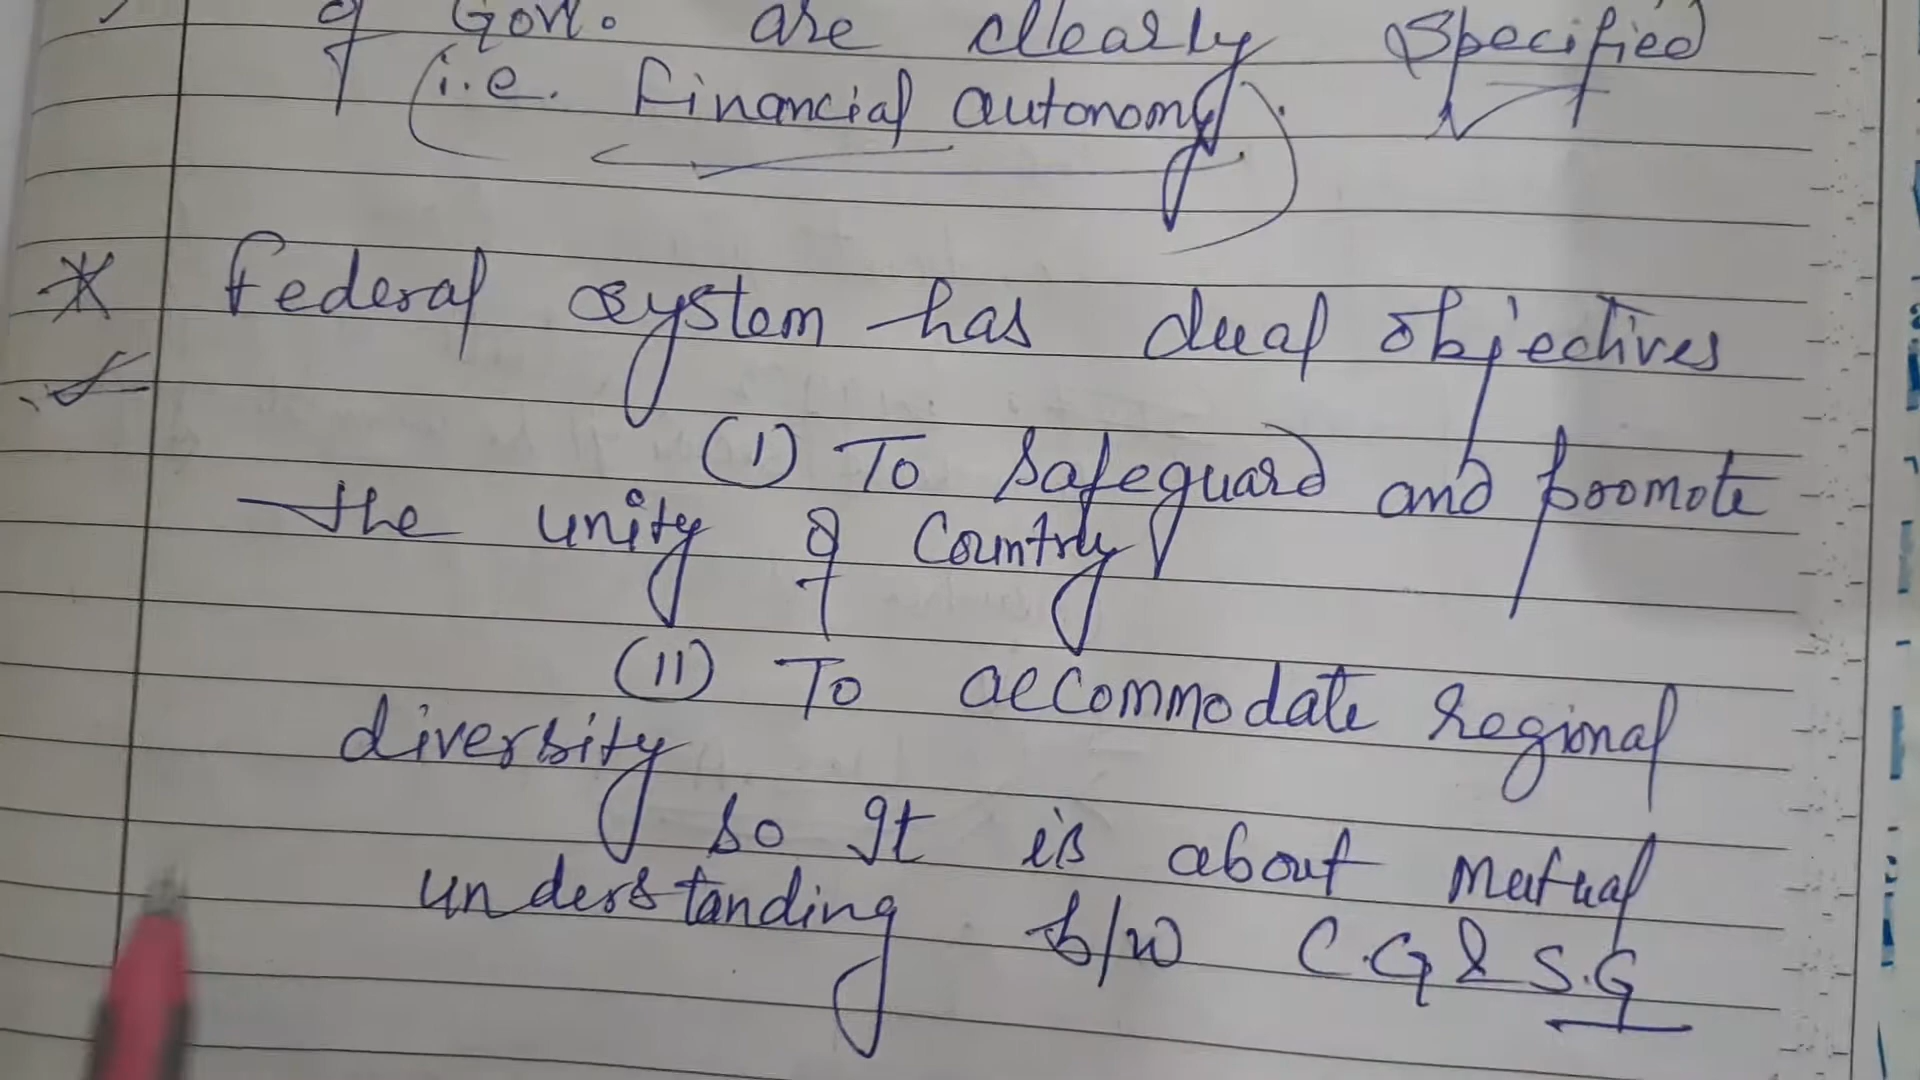 of Govt. are clearly specified
(i.e. Financial autonomy).
* Federal system has dual objectives
(I) To safeguard and promote
the unity of Country
(II) To accommodate regional
diversity
so It is about Mutual
understanding b/w C.G & S.G